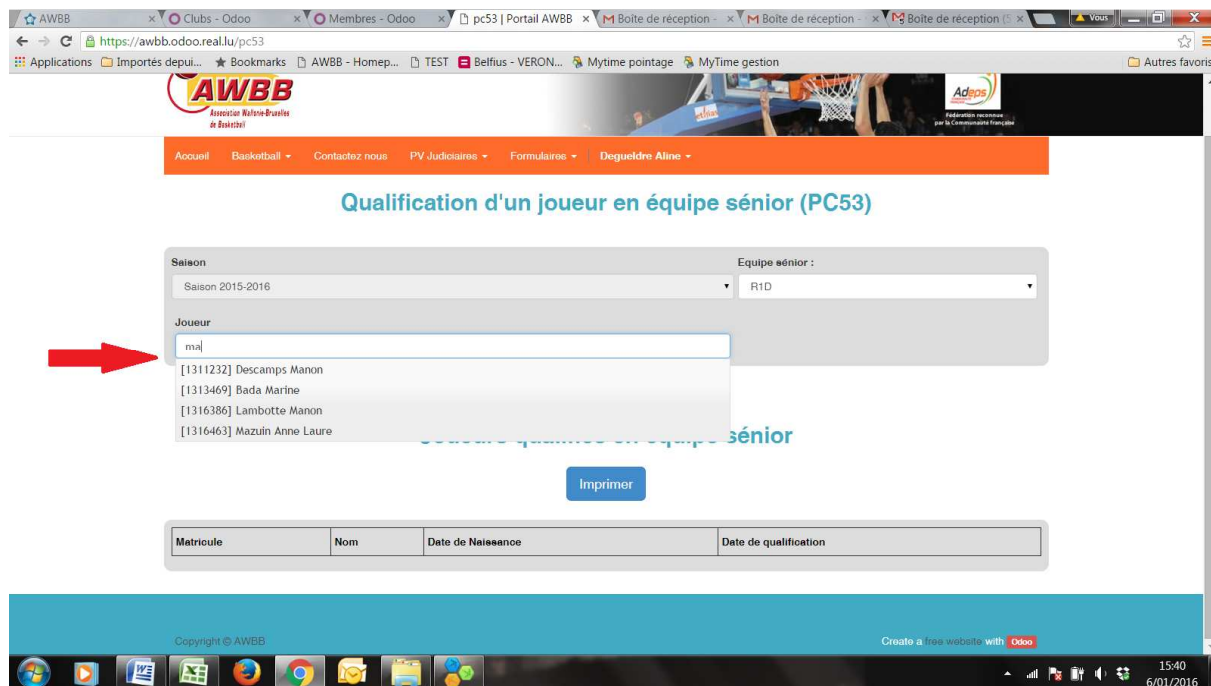 AWBB
Clubs - Odoo
Membres - Odoo
pc53 | Portail AWBB
Boîte de réception -
Boîte de réception -
Boîte de réception (5
Vous
https://awbb.odoo.real.lu/pc53
Applications Importés depui... Bookmarks AWBB - Homep... TEST Belfius - VERON... Mytime pointage MyTime gestion Autres favoris
AWBB
Association Wallonie-Bruxelles
de Basketball
Adeps
Fédération reconnue
par la Communauté française
Accueil Basketball Contactez nous PV Judiciaires Formulaires Degueldre Aline
Qualification d'un joueur en équipe sénior (PC53)
Saison Equipe sénior :
Saison 2015-2016 R1D
Joueur
ma
[1311232] Descamps Manon
[1313469] Bada Marine
[1316386] Lambotte Manon
[1316463] Mazuin Anne Laure
sénior
Imprimer
Matricule Nom Date de Naissance Date de qualification
Copyright © AWBB Create a free website with Odoo
15:40
6/01/2016